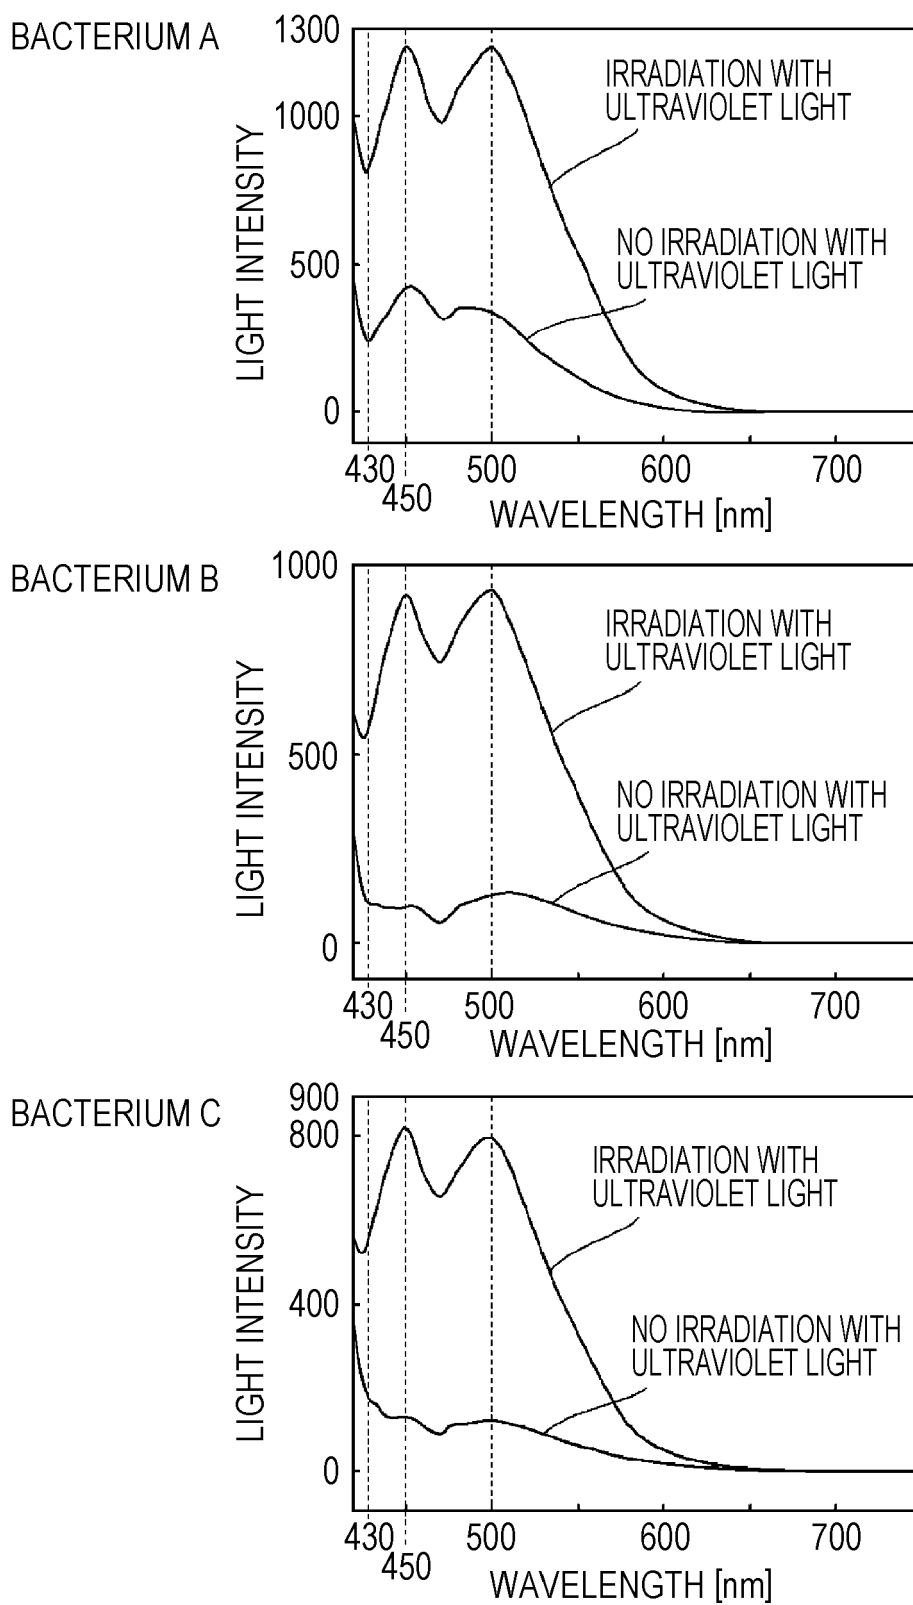 BACTERIUM A
1300
1000
500
0
LIGHT INTENSITY
IRRADIATION WITH
ULTRAVIOLET LIGHT
NO IRRADIATION WITH
ULTRAVIOLET LIGHT
430
450
500
600
700
WAVELENGTH [nm]
BACTERIUM B
1000
500
0
LIGHT INTENSITY
IRRADIATION WITH
ULTRAVIOLET LIGHT
NO IRRADIATION WITH
ULTRAVIOLET LIGHT
430
450
500
600
700
WAVELENGTH [nm]
BACTERIUM C
900
800
400
0
LIGHT INTENSITY
IRRADIATION WITH
ULTRAVIOLET LIGHT
NO IRRADIATION WITH
ULTRAVIOLET LIGHT
430
450
500
600
700
WAVELENGTH [nm]